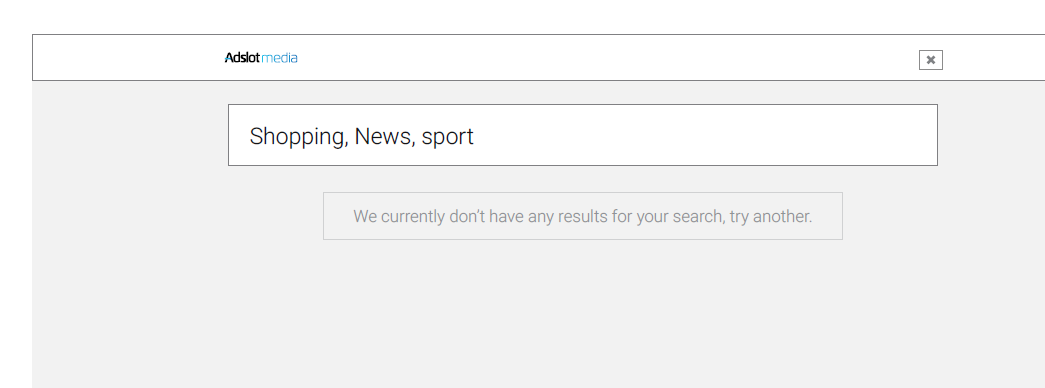 Adslot media
Shopping, News, sport
We currently don't have any results for your search, try another.